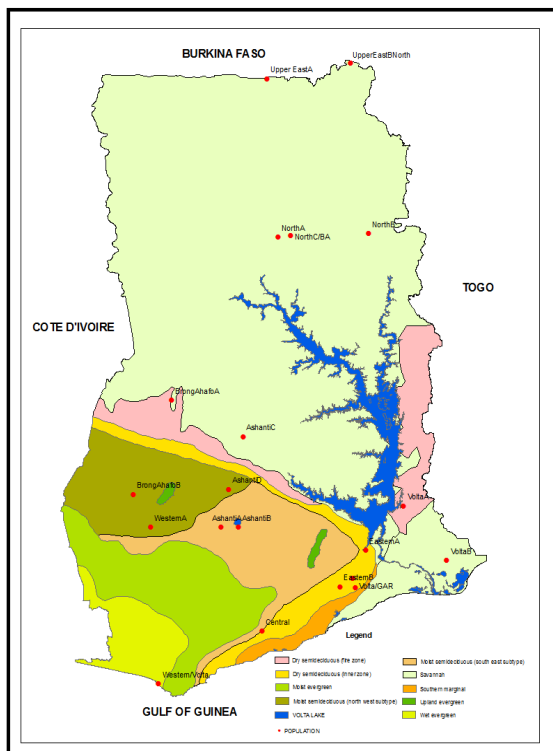 BURKINA FASO
UpperEastBNorth
Upper EastA
NorthA
NorthC/BA
NorthB
TOGO
COTE D'IVOIRE
BrongAhafoA
AshantiC
BrongAhafoB
AshantiD
VoltaA
WesternA
AshantiA
AshantiB
EasternA
VoltaB
EasternB
Volta/GAR
Central
Western/Volta
GULF OF GUINEA
Legend
Dry semideciduous (fire zone)
Dry semideciduous (inner zone)
Moist evergreen
Moist semideciduous (north west subtype)
VOLTA LAKE
POPULATION
Moist semideciduous (south east subtype)
Savannah
Southern marginal
Upland evergreen
Wet evergreen